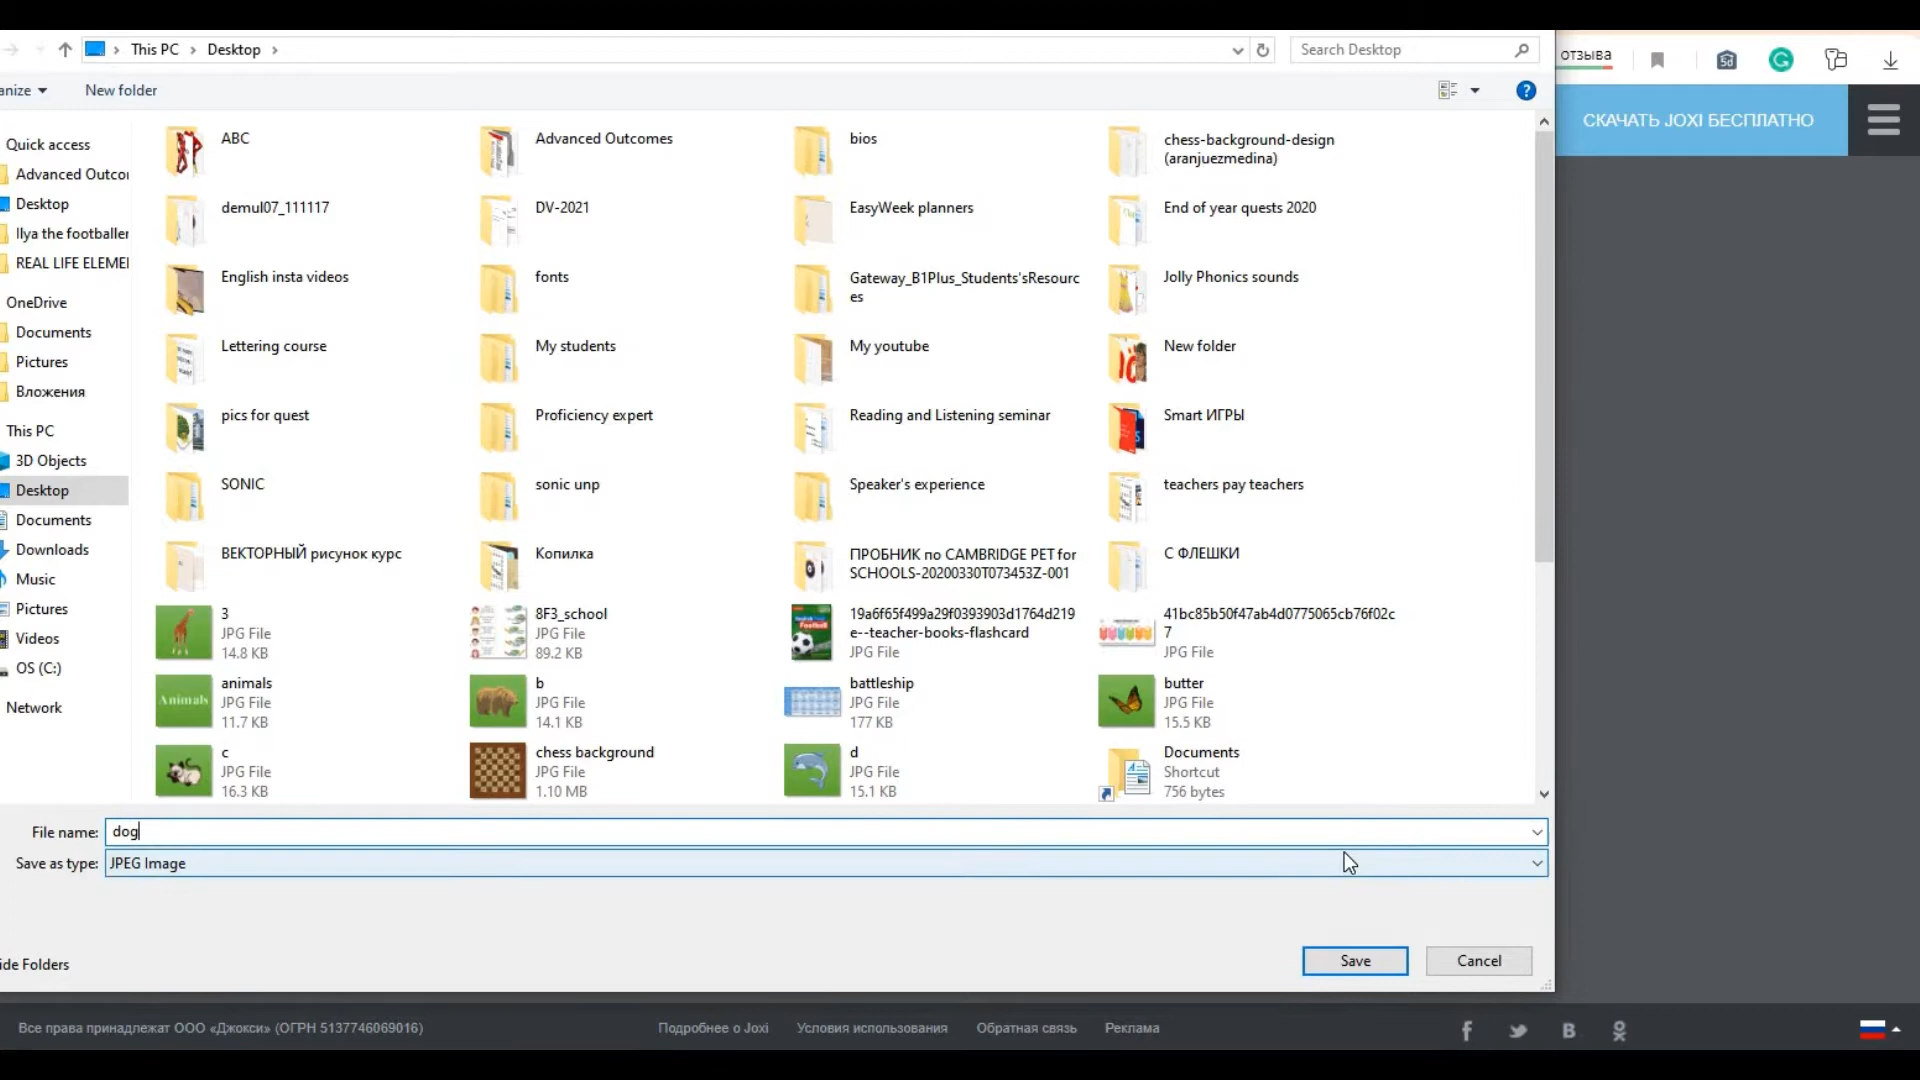 This PC
Desktop
Search Desktop
отзыва
anize
New folder
СКАЧАТЬ JOXI БЕСПЛАТНО
Quick access
Advanced Outco
Desktop
Ilya the footballer
REAL LIFE ELEME
OneDrive
Documents
Pictures
Вложения
This PC
3D Objects
Desktop
Documents
Downloads
Music
Pictures
Videos
OS (C:)
Network
ABC
Advanced Outcomes
bios
chess-background-design
(aranjuezmedina)
demul07_111117
DV-2021
EasyWeek planners
End of year quests 2020
English insta videos
fonts
Gateway_B1Plus_Students'sResourc
es
Jolly Phonics sounds
Lettering course
My students
My youtube
New folder
pics for quest
Proficiency expert
Reading and Listening seminar
Smart ИГРЫ
SONIC
sonic unp
Speaker's experience
teachers pay teachers
ВЕКТОРНЫЙ рисунок курс
Копилка
ПРОБНИК по CAMBRIDGE PET for
SCHOOLS-20200330T073453Z-001
С ФЛЕШКИ
3
JPG File
14.8 KB
8F3_school
JPG File
89.2 KB
19a6f65f499a29f0393903d1764d219
e--teacher-books-flashcard
JPG File
41bc85b50f47ab4d0775065cb76f02c
7
JPG File
Animals
animals
JPG File
11.7 KB
b
JPG File
14.1 KB
battleship
JPG File
177 KB
butter
JPG File
15.5 KB
c
JPG File
16.3 KB
chess background
JPG File
1.10 MB
d
JPG File
15.1 KB
Documents
Shortcut
756 bytes
File name: dog
Save as type: JPEG Image
ide Folders
Save
Cancel
Все права принадлежат ООО «Джокси» (ОГРН 5137746069016)
Подробнее о Joxi
Условия использования
Обратная связь
Реклама